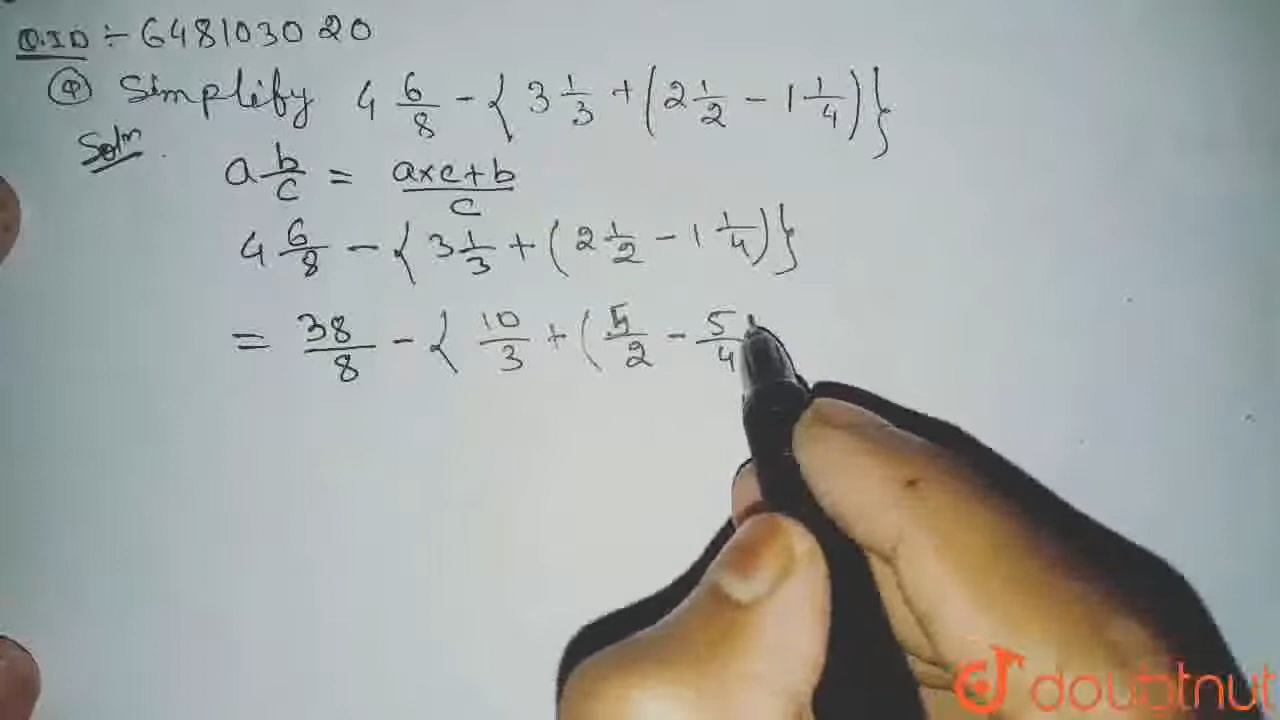 Q.ID ÷ 648103020
Q Simplify 4 6/8 - { 3 1/3 + ( 2 1/2 - 1 1/4 ) }
Soln.
a b/c = a×c+b/c
4 6/8 - { 3 1/3 + ( 2 1/2 - 1 1/4 ) }
= 38/8 - { 10/3 + ( 5/2 - 5/4
doubtnut